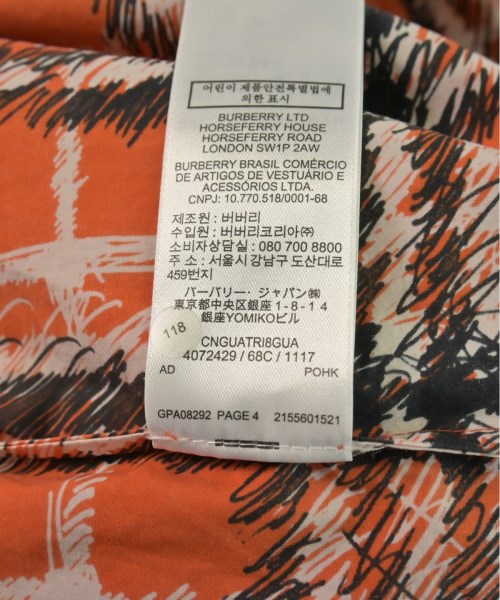 어린이 제품안전특별법에
의한 표시
BURBERRY LTD
HORSEFERRY HOUSE
HORSEFERRY ROAD
LONDON SW1P 2AW
BURBERRY BRASIL COMÉRCIO
DE ARTIGOS DE VESTUÁRIO E
ACESSÓRIOS LTDA.
CNPJ: 10.770.518/0001-68
제조원 : 버버리
수입원 : 버버리코리아㈜
소비자상담실 : 080 700 8800
주 소 : 서울시 강남구 도산대로
459번지
バーバリー・ジャパン㈱
東京都中央区銀座1-8-14
銀座YOMIKOビル
118
CNGUATRI8GUA
4072429 / 68C / 1117
AD POHK
GPA08292 PAGE 4 2155601521